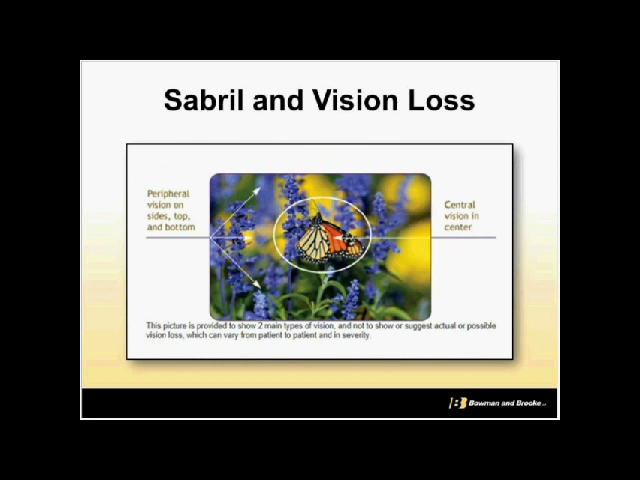 Sabril and Vision Loss
Peripheral
vision on
sides, top,
and bottom
Central
vision in
center
This picture is provided to show 2 main types of vision, and not to show or suggest actual or possible
vision loss, which can vary from patient to patient and in severity.
Bowman and Brooke